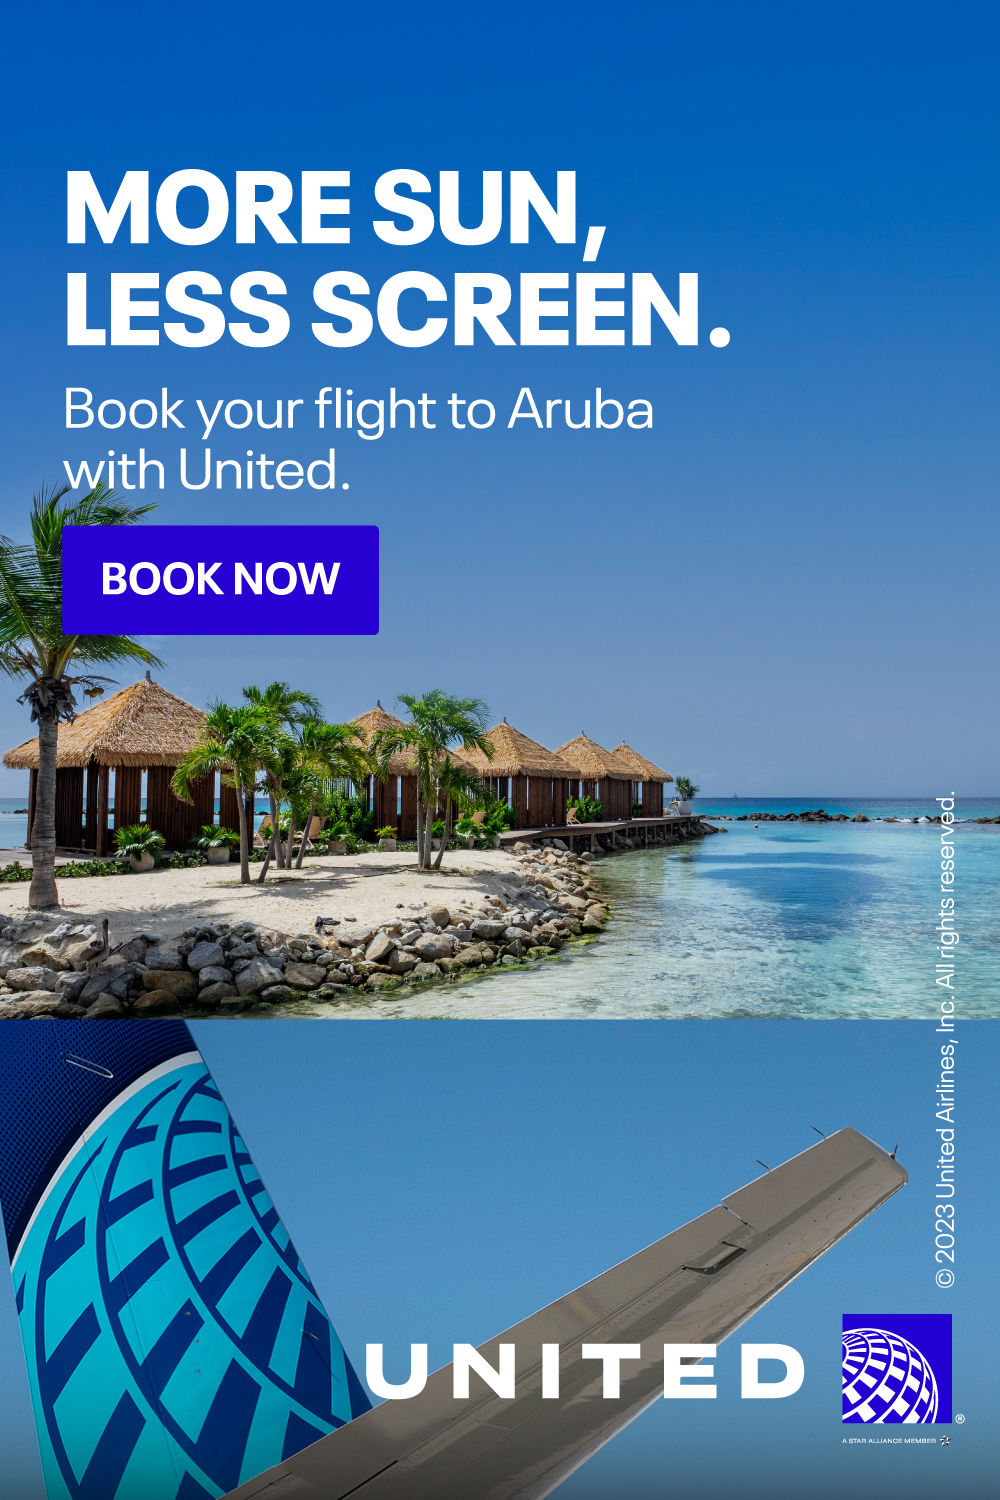 MORE SUN,
LESS SCREEN.
Book your flight to Aruba
with United.
BOOK NOW
© 2023 United Airlines, Inc. All rights reserved.
UNITED
®
A STAR ALLIANCE MEMBER